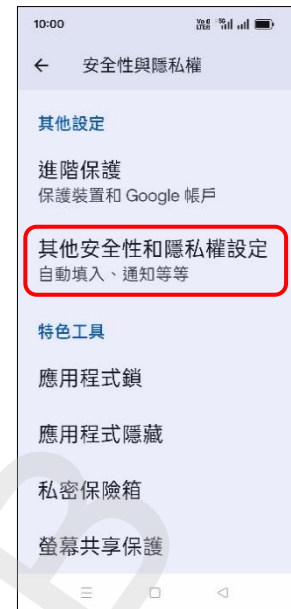 10:00
安全性與隱私權
其他設定
進階保護
保護裝置和 Google 帳戶
其他安全性和隱私權設定
自動填入、通知等等
特色工具
應用程式鎖
應用程式隱藏
私密保險箱
螢幕共享保護